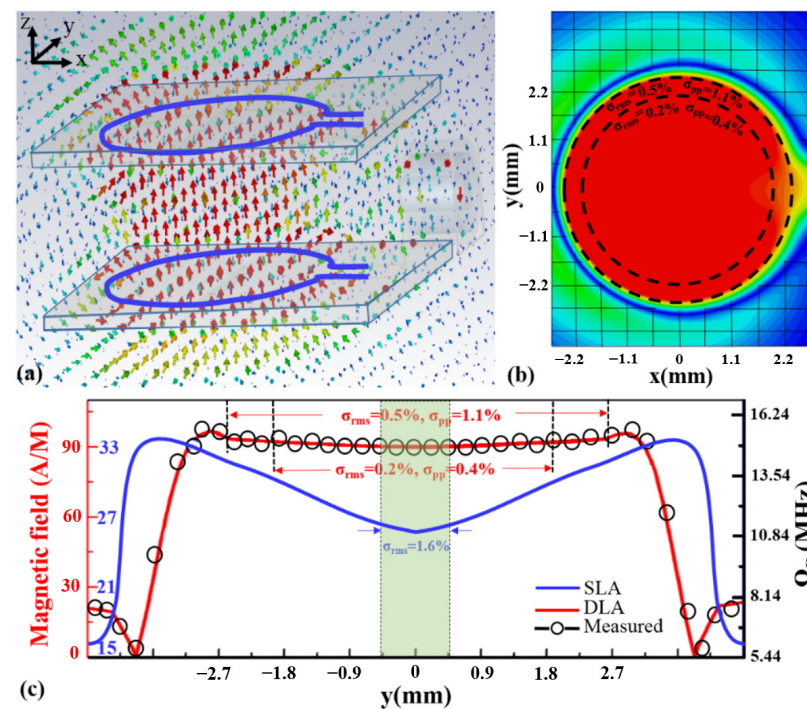 z
y
x
(a)
σrms=0.5% σpp=1.1%
σrms=0.2% σpp=0.4%
y(mm)
2.2
1.1
0
−1.1
−2.2
−2.2 −1.1 0 1.1 2.2
x(mm)
(b)
Magnetic field (A/M)
90
60
30
0
33
27
21
15
σrms=0.5%, σpp=1.1%
σrms=0.2%, σpp=0.4%
σrms=1.6%
SLA
DLA
Measured
16.24
13.54
10.84
8.14
5.44
(MHz)
−2.7 −1.8 −0.9 0 0.9 1.8 2.7
y(mm)
(c)